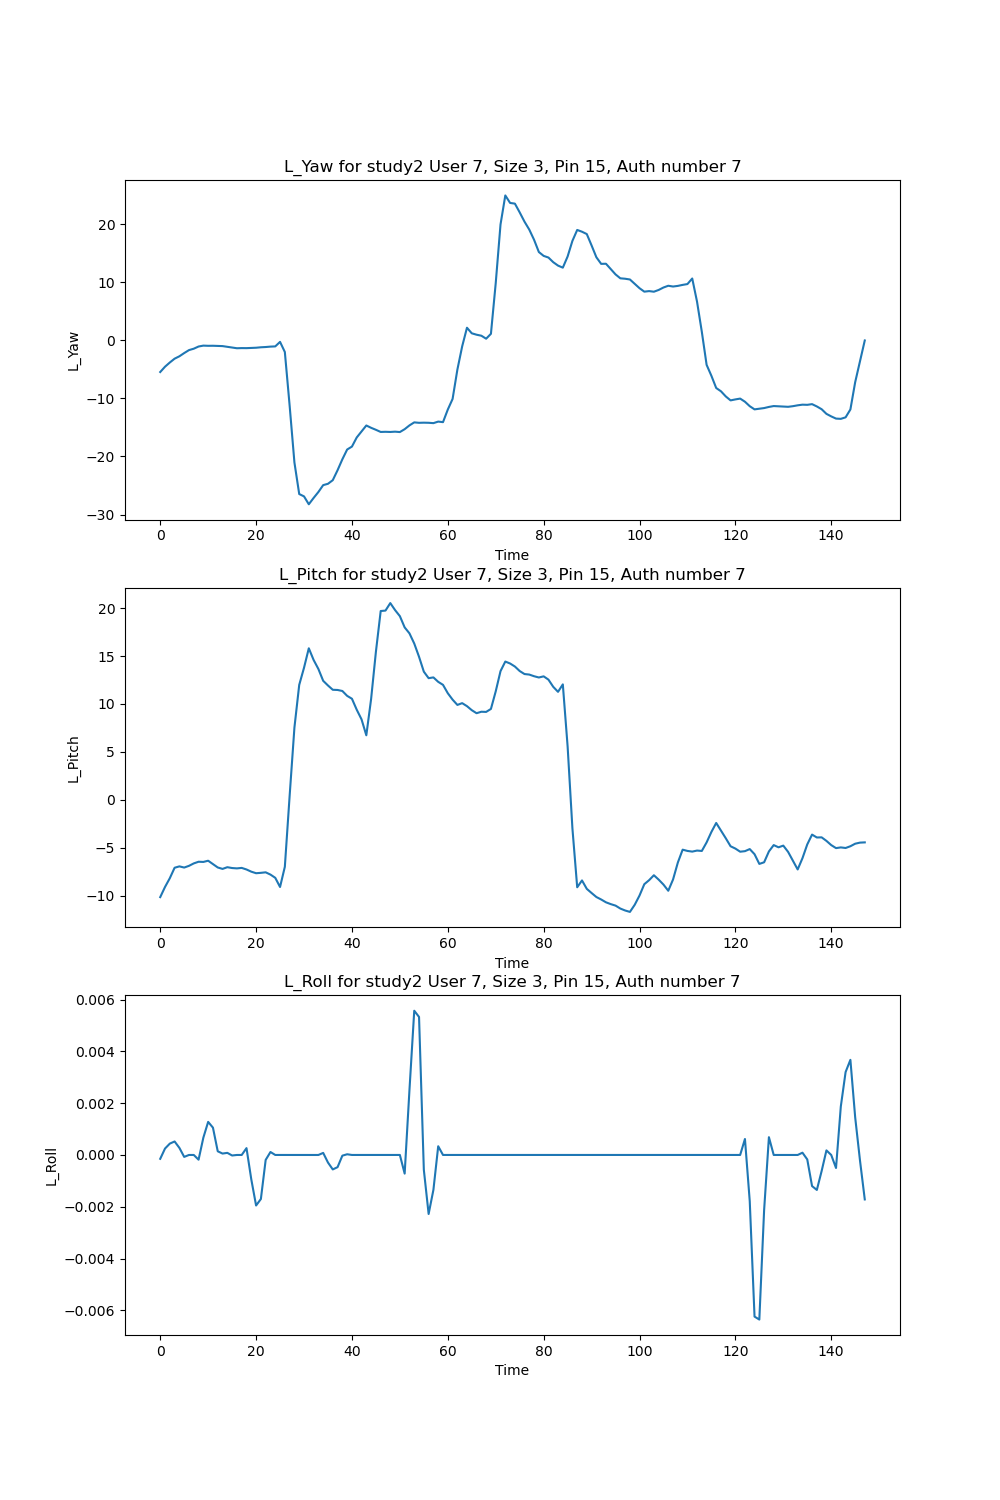 L_Yaw for study2 User 7, Size 3, Pin 15, Auth number 7
20
10
0
−10
−20
−30
L_Yaw
0 20 40 60 80 100 120 140
Time
L_Pitch for study2 User 7, Size 3, Pin 15, Auth number 7
20
15
10
5
0
−5
−10
L_Pitch
0 20 40 60 80 100 120 140
Time
L_Roll for study2 User 7, Size 3, Pin 15, Auth number 7
0.006
0.004
0.002
0.000
−0.002
−0.004
−0.006
L_Roll
0 20 40 60 80 100 120 140
Time